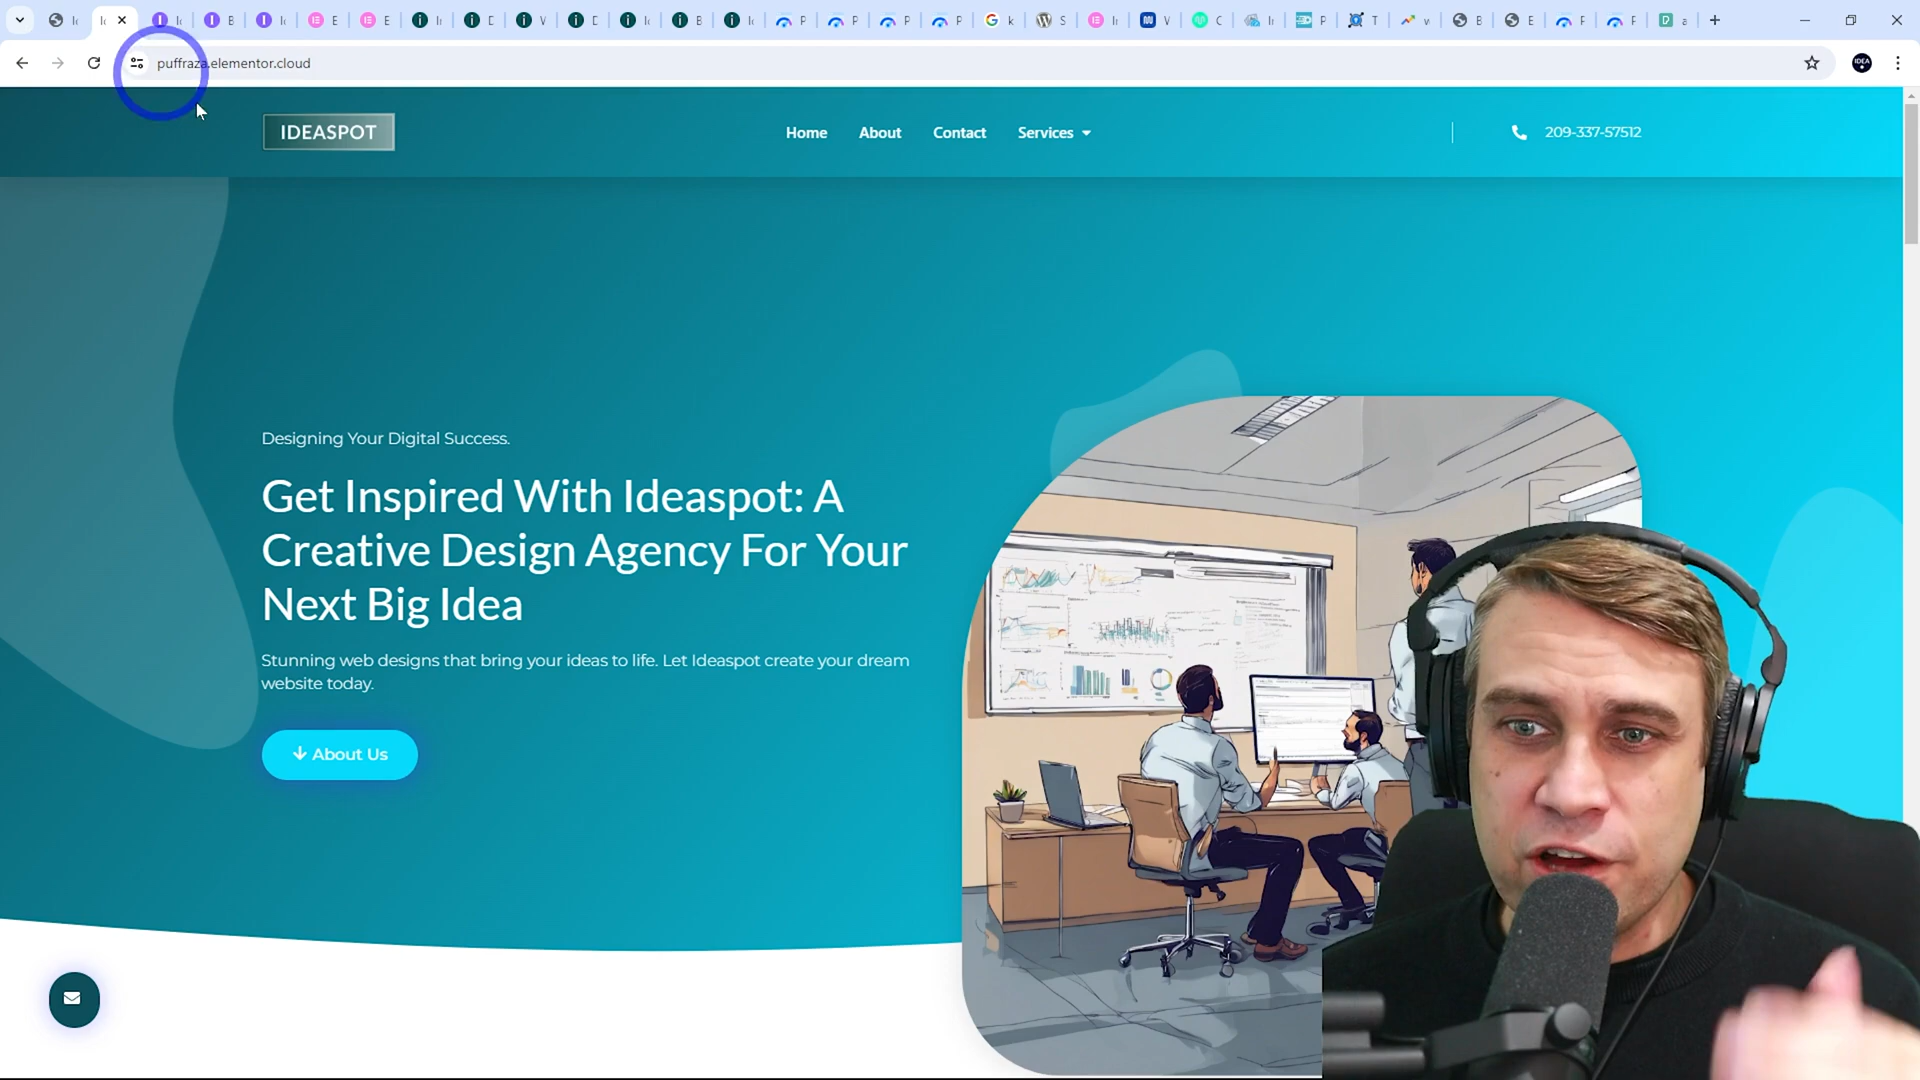 puffraza.elementor.cloud
IDEASPOT
Home
About
Contact
Services
209-337-57512
Designing Your Digital Success.
Get Inspired With Ideaspot: A
Creative Design Agency For Your
Next Big Idea
Stunning web designs that bring your ideas to life. Let Ideaspot create your dream
website today.
About Us